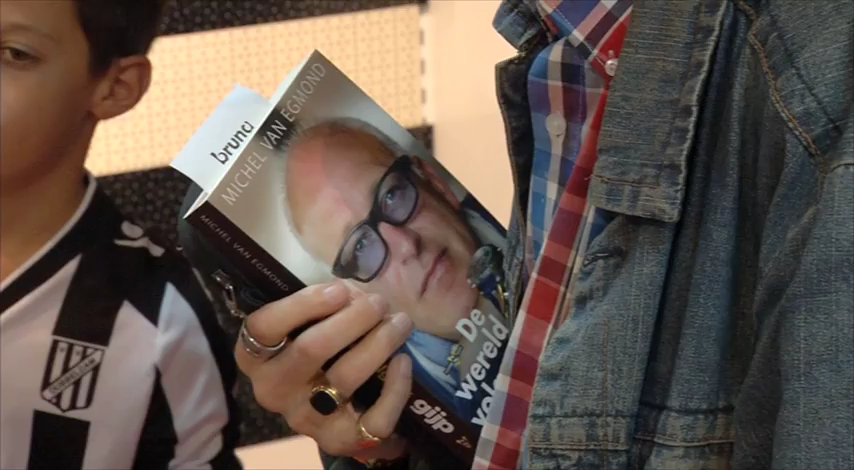 bruna
MICHEL VAN EGMOND
MICHEL VAN EGMOND
De
wereld
gijp